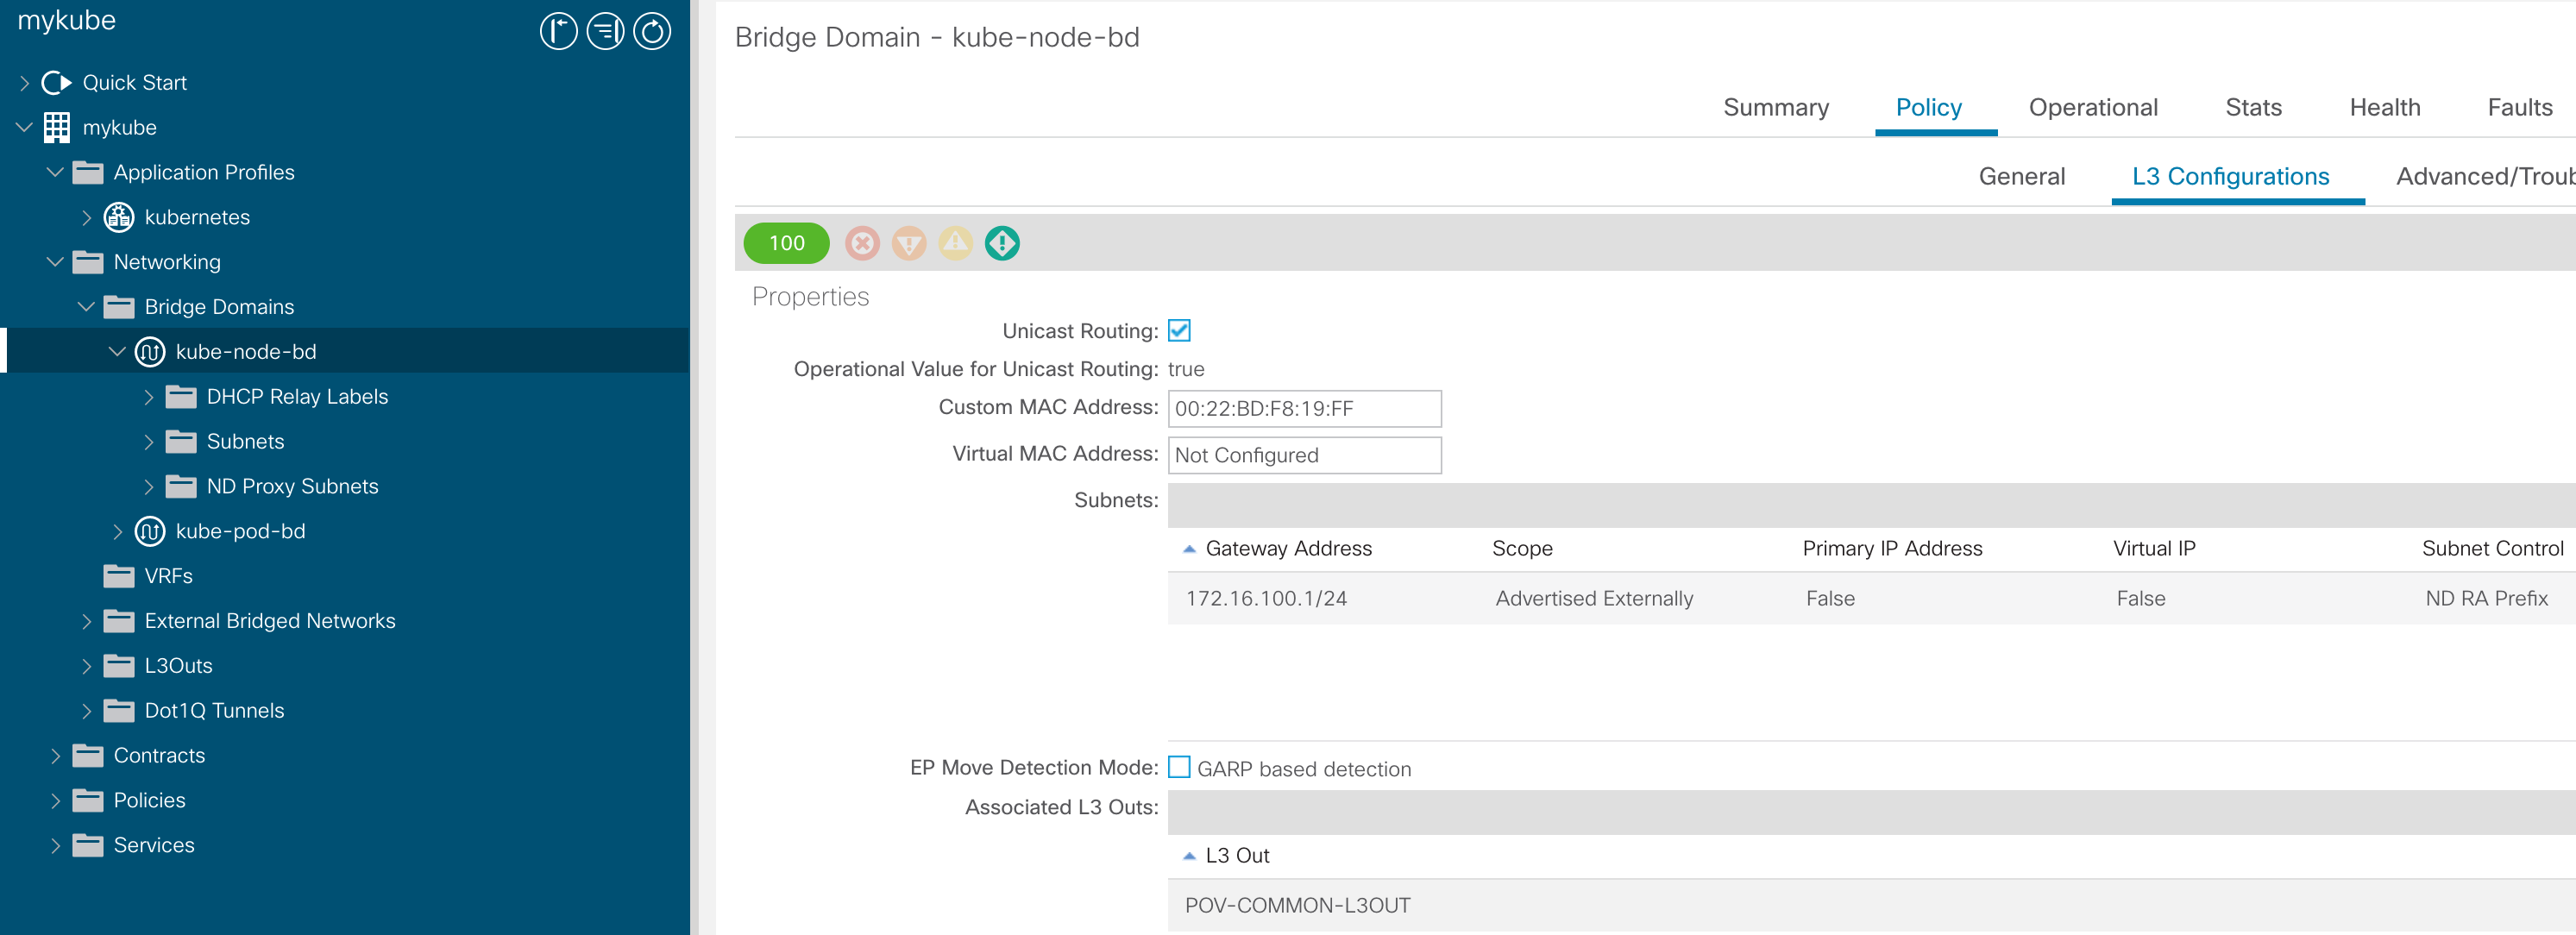 mykube
Quick Start
mykube
Application Profiles
kubernetes
Networking
Bridge Domains
kube-node-bd
DHCP Relay Labels
Subnets
ND Proxy Subnets
kube-pod-bd
VRFs
External Bridged Networks
L3Outs
Dot1Q Tunnels
Contracts
Policies
Services
Bridge Domain - kube-node-bd
Summary Policy Operational Stats Health Faults
General L3 Configurations Advanced/Troub
100
Properties
Unicast Routing:
Operational Value for Unicast Routing: true
Custom MAC Address: 00:22:BD:F8:19:FF
Virtual MAC Address: Not Configured
Subnets:
Gateway Address Scope Primary IP Address Virtual IP Subnet Control
172.16.100.1/24 Advertised Externally False False ND RA Prefix
EP Move Detection Mode: GARP based detection
Associated L3 Outs:
L3 Out
POV-COMMON-L3OUT